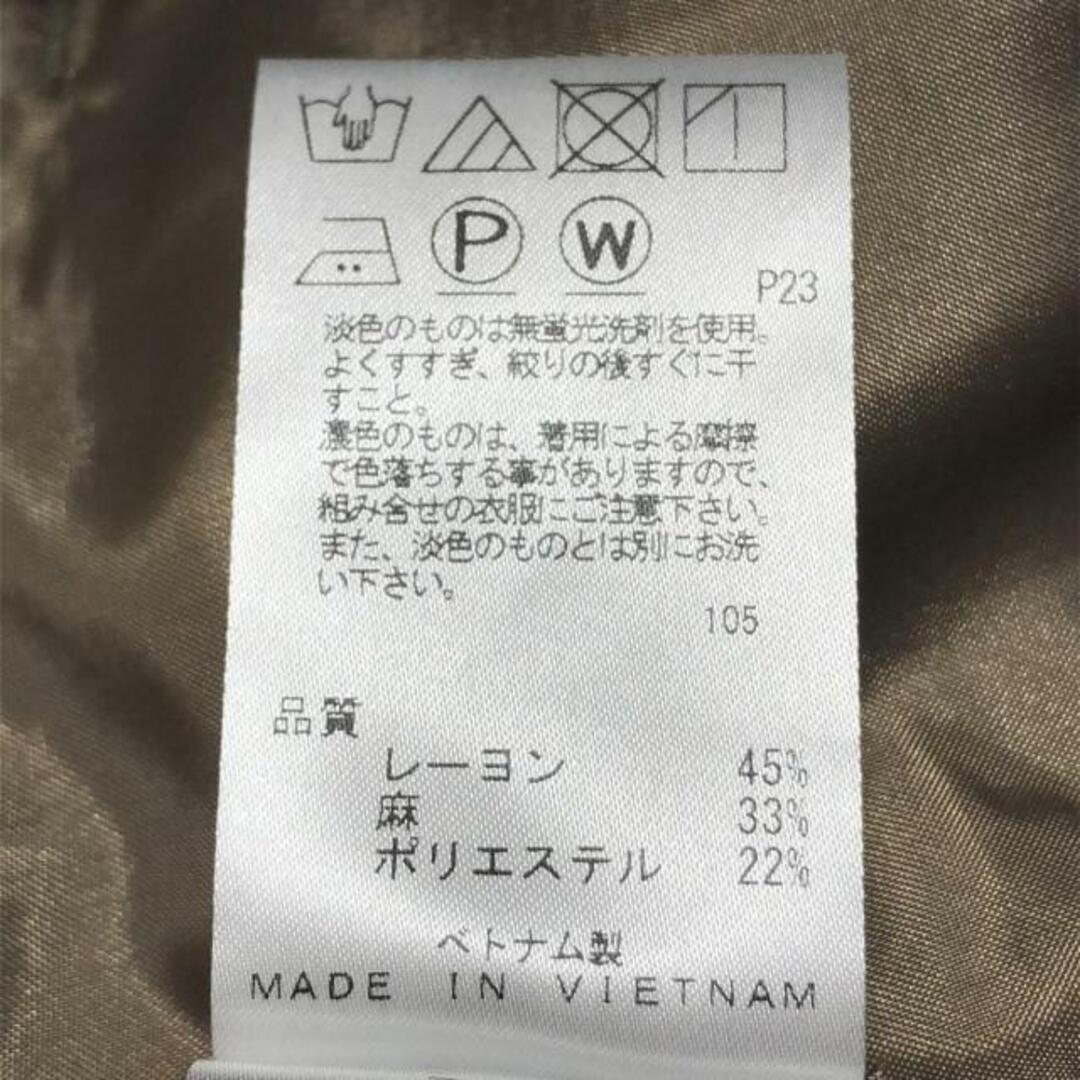 P W
P23
淡色のものは無蛍光洗剤を使用。
よくすすぎ、絞りの後すぐに干
すこと。
濃色のものは、着用による摩擦
で色落ちする事がありますので、
組み合せの衣服にご注意下さい。
また、淡色のものとは別にお洗
い下さい。
105
品質
レーヨン 45%
麻 33%
ポリエステル 22%
ベトナム製
MADE IN VIETNAM